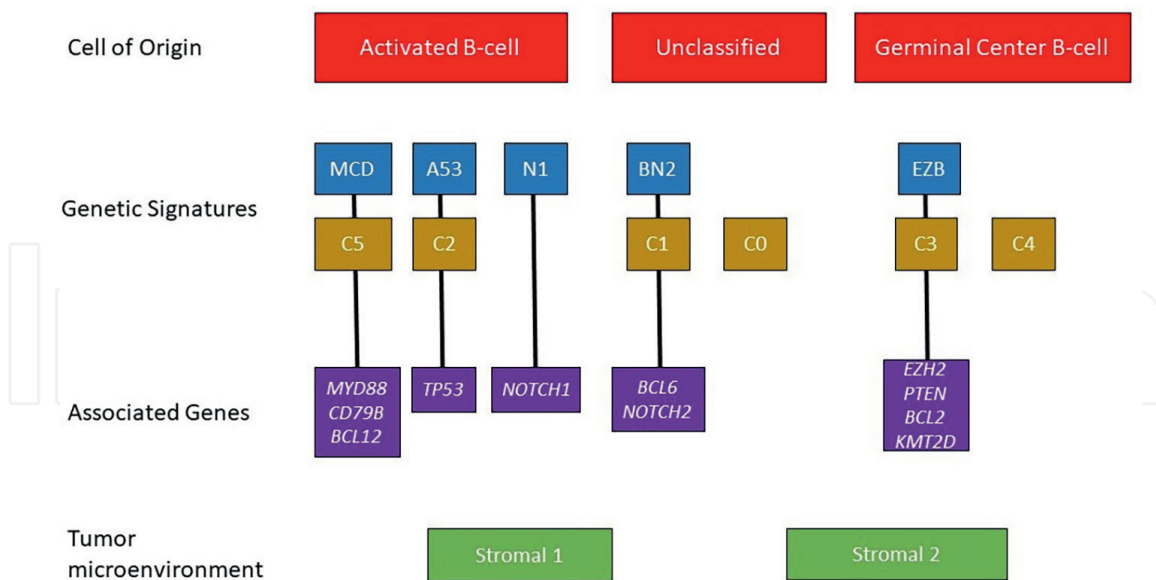 Cell of Origin
Activated B-cell
Unclassified
Germinal Center B-cell
MCD
A53
N1
BN2
EZB
Genetic Signatures
C5
C2
C1
C0
C3
C4
Associated Genes
MYD88
CD79B
BCL12
TP53
NOTCH1
BCL6
NOTCH2
EZH2
PTEN
BCL2
KMT2D
Tumor
microenvironment
Stromal 1
Stromal 2